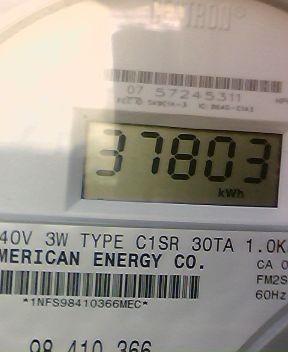 CENTRON®
07 57245311
37803
kWh
40V 3W TYPE C1SR 30TA 1.0K
MERICAN ENERGY CO.
CA 0
FM2S
60Hz
*1NFS98410366MEC*
98 410 366